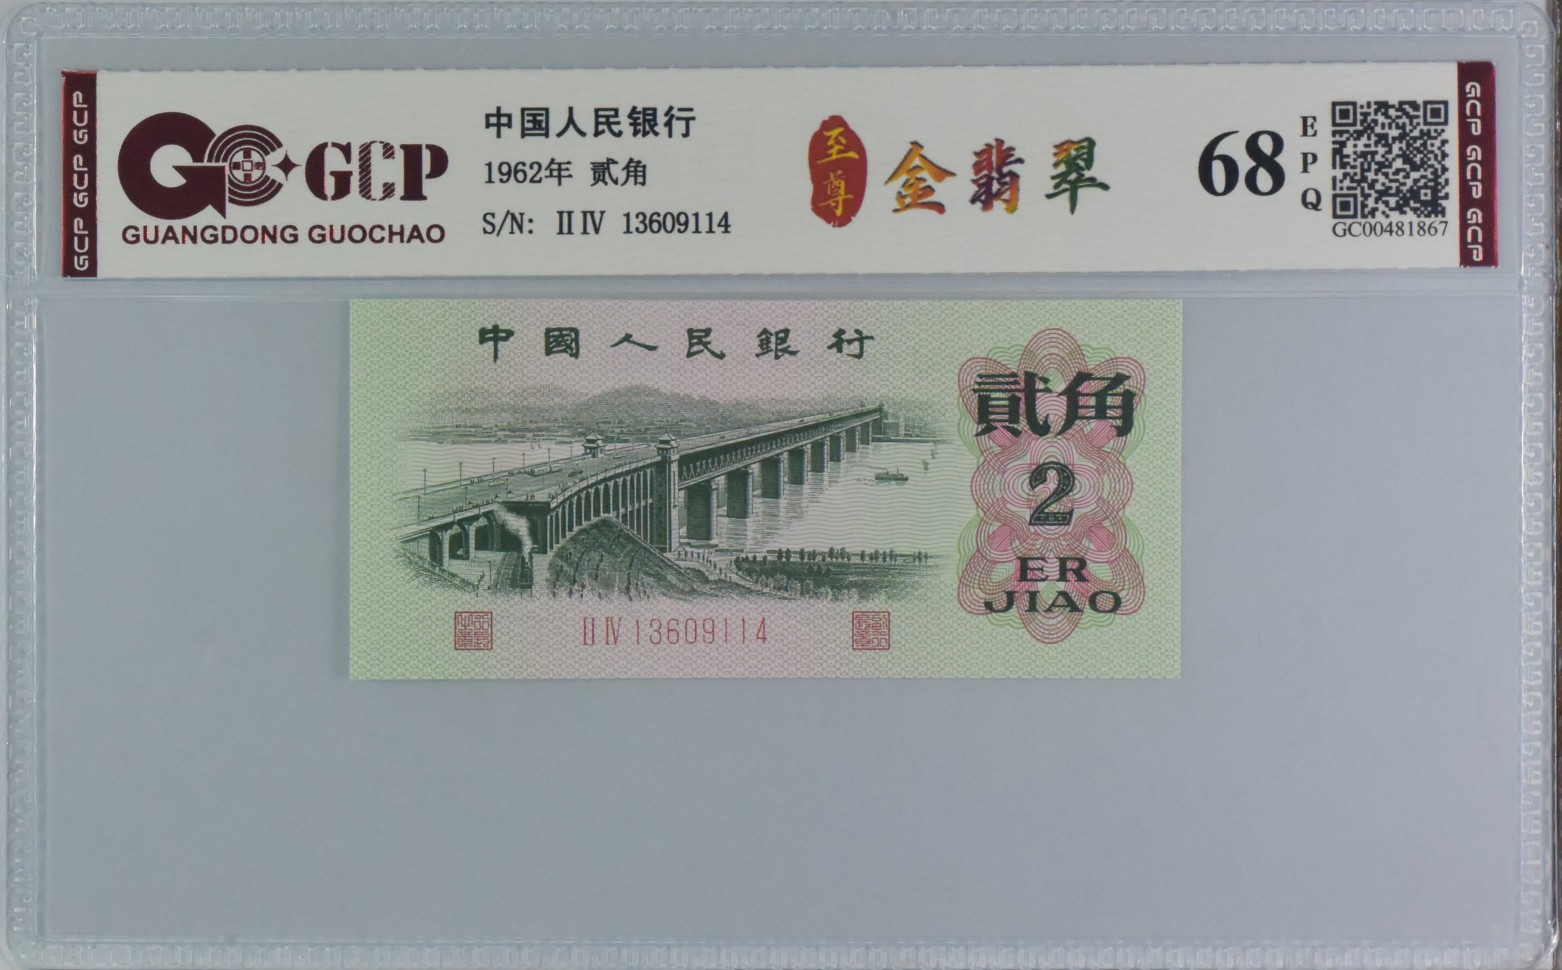 GCP GCP GCP
GCP
GUANGDONG GUOCHAO
中国人民银行
1962年 贰角
S/N: ⅡⅣ 13609114
至尊
金翡翠
68
EPQ
GC00481867
GCP GCP GCP
中國人民銀行
貳角
2
ER
JIAO
ⅡⅣ13609114